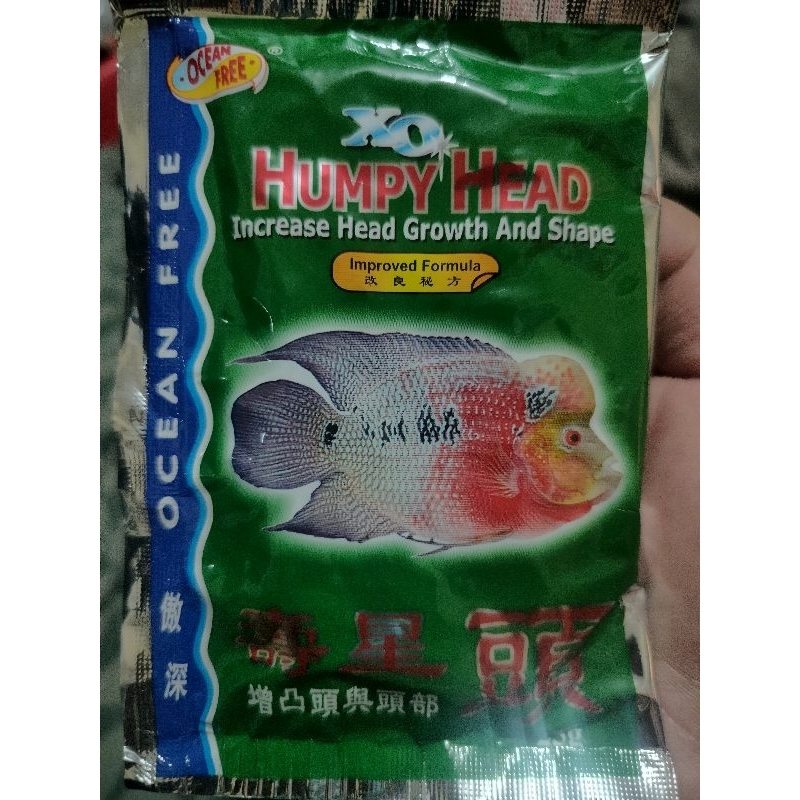 OCEAN
FREE
®
XO
HUMPY HEAD
Increase Head Growth And Shape
Improved Formula
改良秘方
OCEAN FREE
傲深
壽星頭
增凸頭與頭部